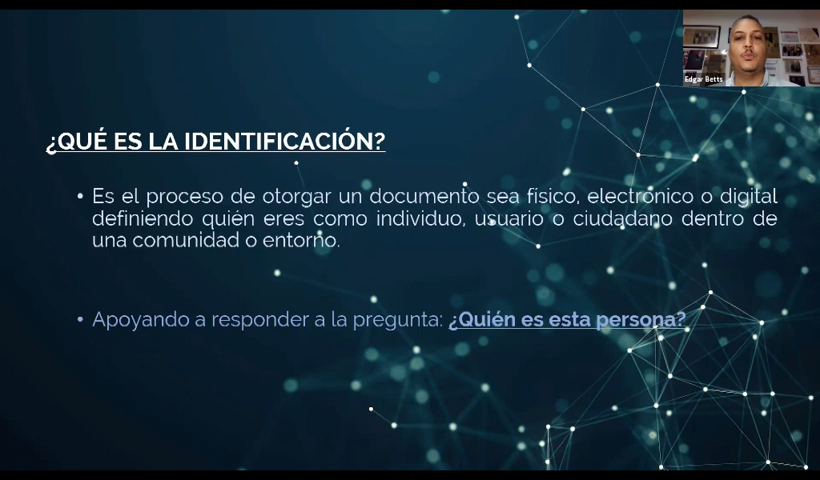 Edgar Betts
¿QUÉ ES LA IDENTIFICACIÓN?
• Es el proceso de otorgar un documento sea físico, electrónico o digital
definiendo quién eres como individuo, usuario o ciudadano dentro de
una comunidad o entorno.
• Apoyando a responder a la pregunta: ¿Quién es esta persona?